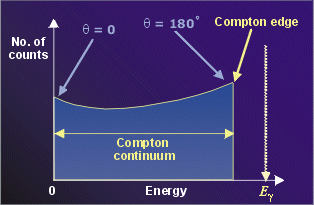 No. of
counts
θ = 0
θ = 180°
Compton edge
Compton
continuum
0
Energy
Eγ